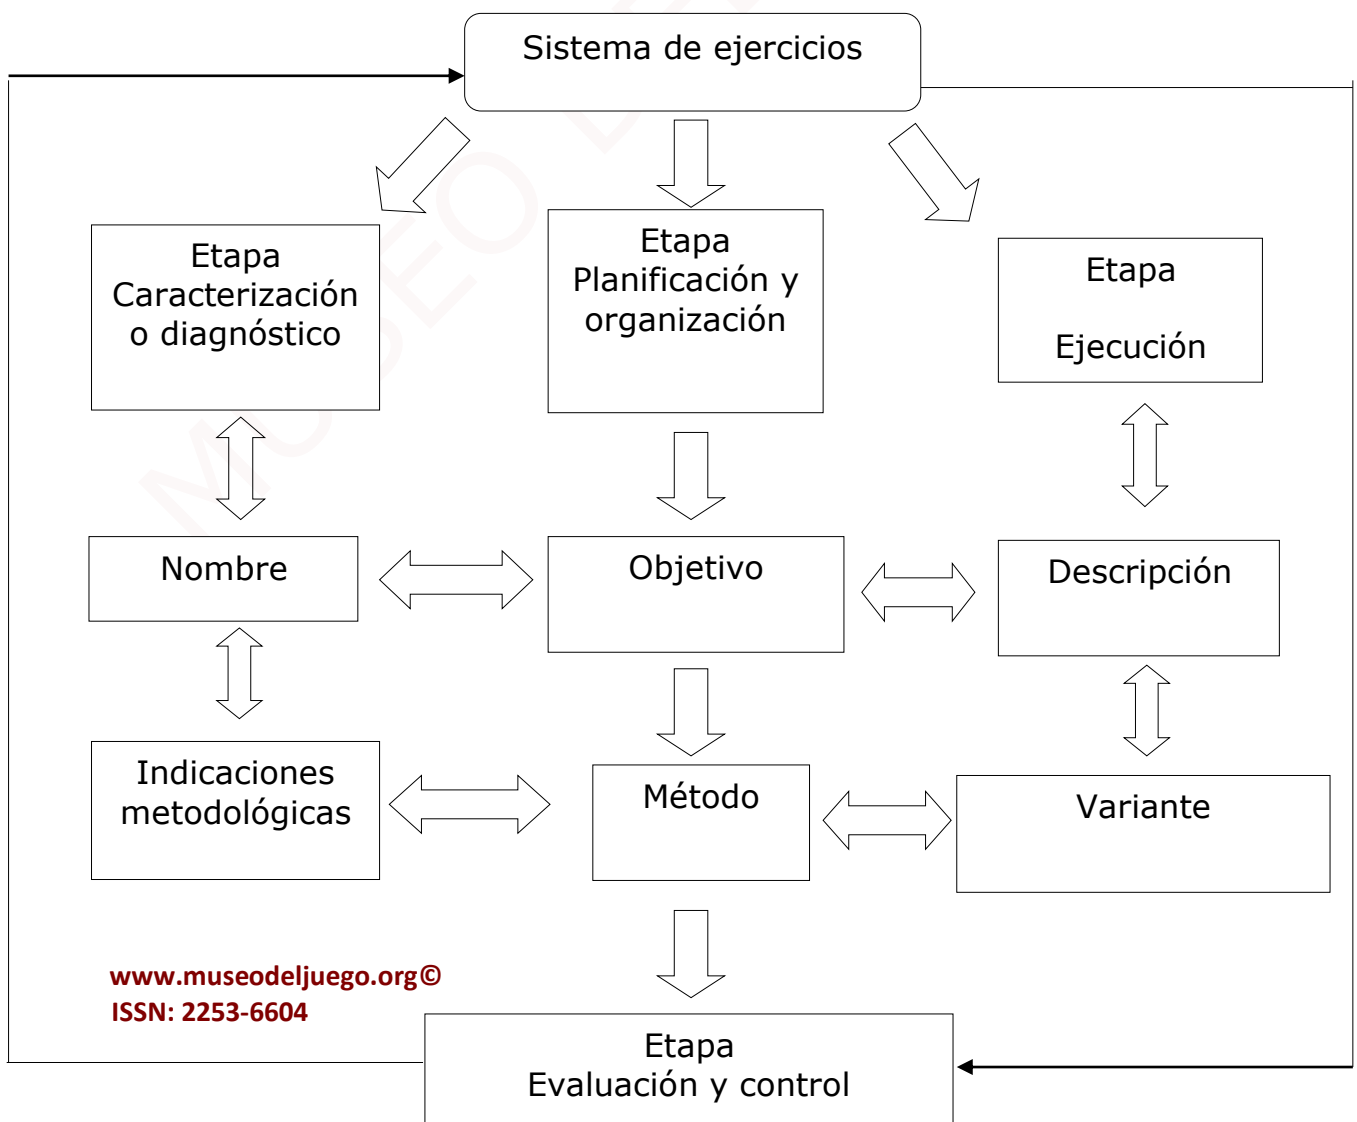 Sistema de ejercicios
Etapa
Caracterización
o diagnóstico
Etapa
Planificación y
organización
Etapa
Ejecución
Nombre
Objetivo
Descripción
Indicaciones
metodológicas
Método
Variante
www.museodeljuego.org©
ISSN: 2253-6604
Etapa
Evaluación y control